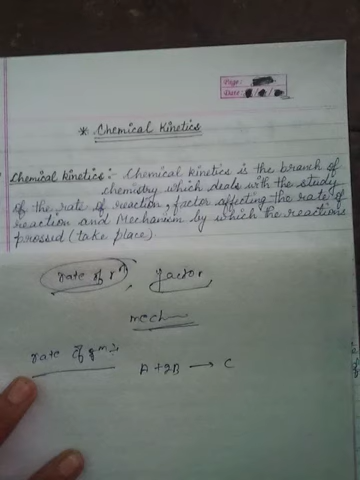 Page:
Date:
* Chemical Kinetics
Chemical kinetics :- Chemical kinetics is the branch of
chemistry which deals with the study
of the rate of reaction, factor affecting the rate of
reaction and Mechanism by which the reactions
prossed (take place)
rate of rxn, factor,
mech
rate of rxn :-
A + 2B → C